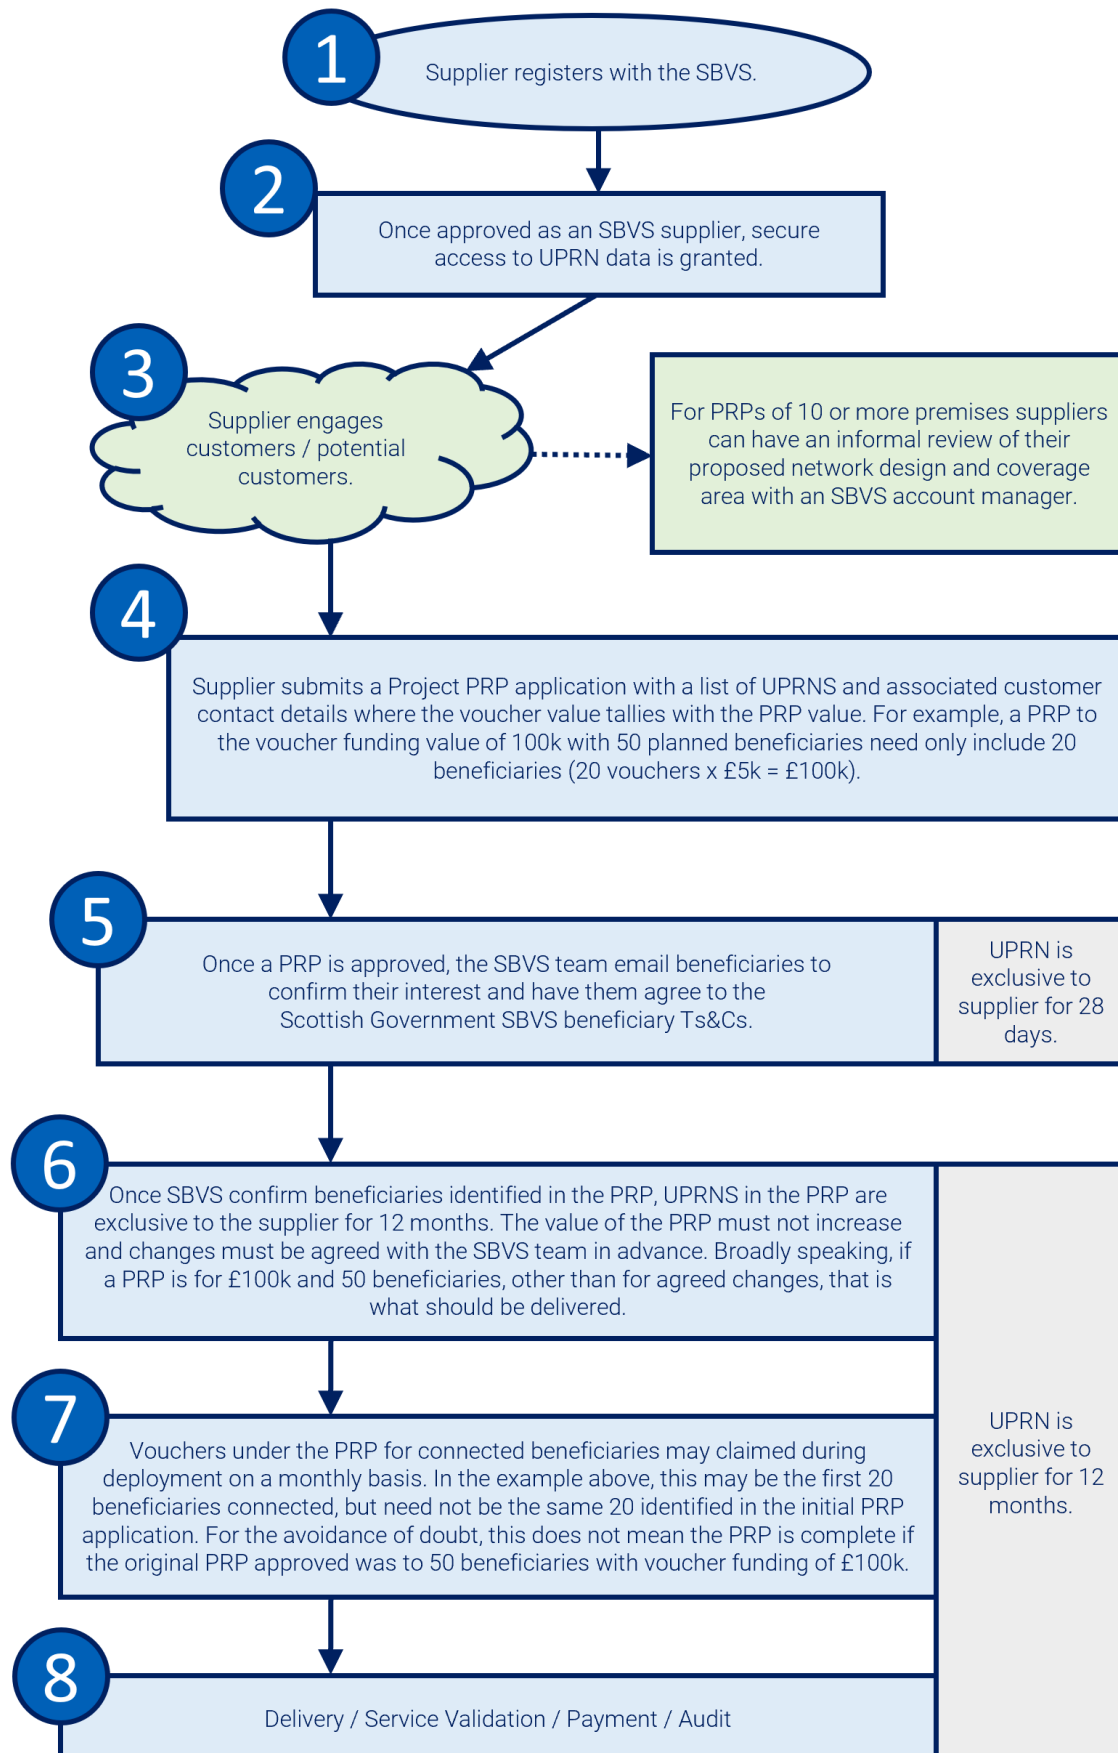 1
Supplier registers with the SBVS.
2
Once approved as an SBVS supplier, secure
access to UPRN data is granted.
3
Supplier engages
customers / potential
customers.
For PRPs of 10 or more premises suppliers
can have an informal review of their
proposed network design and coverage
area with an SBVS account manager.
4
Supplier submits a Project PRP application with a list of UPRNS and associated customer
contact details where the voucher value tallies with the PRP value. For example, a PRP to
the voucher funding value of 100k with 50 planned beneficiaries need only include 20
beneficiaries (20 vouchers x £5k = £100k).
5
Once a PRP is approved, the SBVS team email beneficiaries to
confirm their interest and have them agree to the
Scottish Government SBVS beneficiary Ts&Cs.
UPRN is
exclusive to
supplier for 28
days.
6
Once SBVS confirm beneficiaries identified in the PRP, UPRNS in the PRP are
exclusive to the supplier for 12 months. The value of the PRP must not increase
and changes must be agreed with the SBVS team in advance. Broadly speaking, if
a PRP is for £100k and 50 beneficiaries, other than for agreed changes, that is
what should be delivered.
7
Vouchers under the PRP for connected beneficiaries may claimed during
deployment on a monthly basis. In the example above, this may be the first 20
beneficiaries connected, but need not be the same 20 identified in the initial PRP
application. For the avoidance of doubt, this does not mean the PRP is complete if
the original PRP approved was to 50 beneficiaries with voucher funding of £100k.
UPRN is
exclusive to
supplier for 12
months.
8
Delivery / Service Validation / Payment / Audit